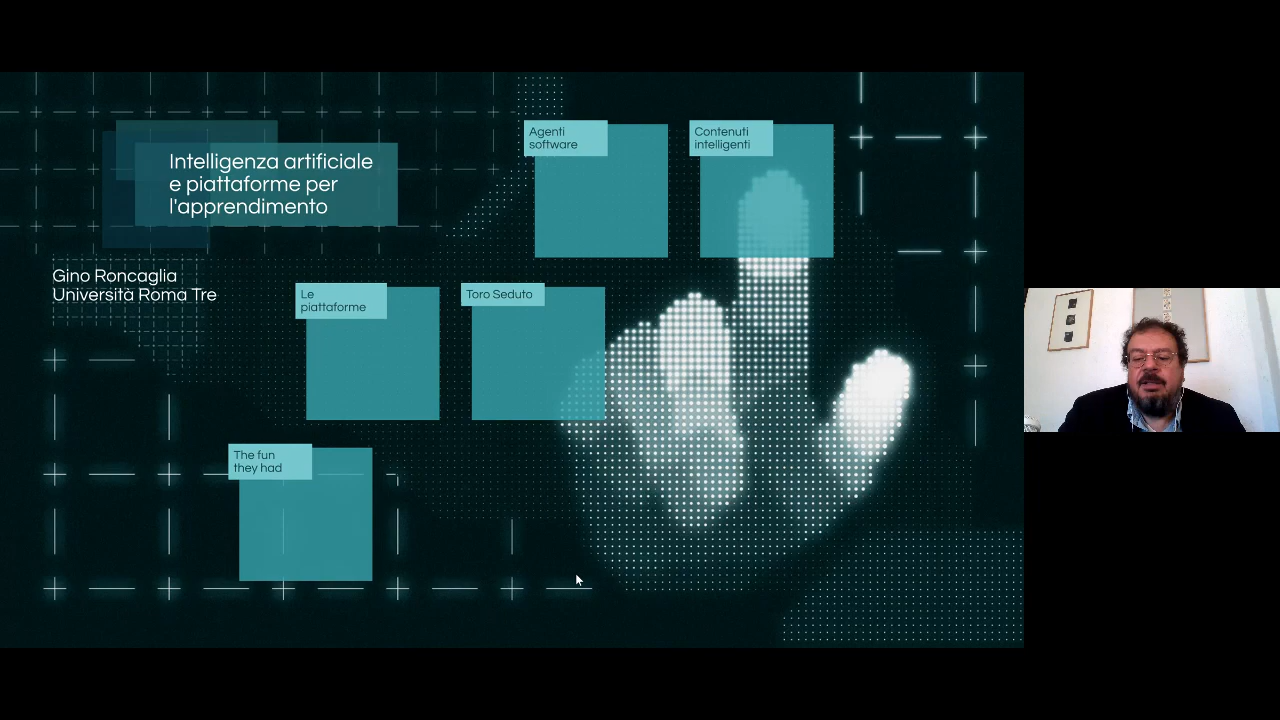 Intelligenza artificiale
e piattaforme per
l'apprendimento
Gino Roncaglia
Università Roma Tre
Agenti
software
Contenuti
intelligenti
Le
piattaforme
Toro Seduto
The fun
they had